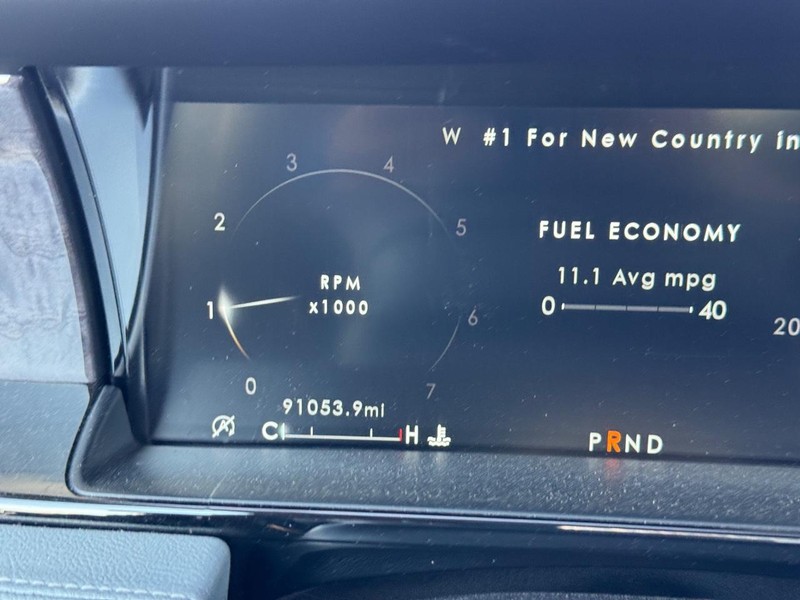 W #1 For New Country in
3 4
2 5
FUEL ECONOMY
11.1 Avg mpg
RPM
x1000
1 6
0 40
20
0 7
91053.9mi
C H
PRND